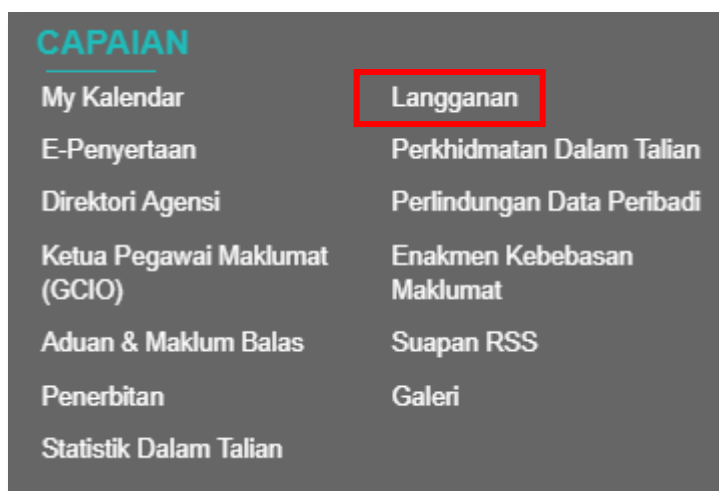 CAPAIAN
My Kalendar
E-Penyertaan
Direktori Agensi
Ketua Pegawai Maklumat
(GCIO)
Aduan & Maklum Balas
Penerbitan
Statistik Dalam Talian
Langganan
Perkhidmatan Dalam Talian
Perlindungan Data Peribadi
Enakmen Kebebasan
Maklumat
Suapan RSS
Galeri